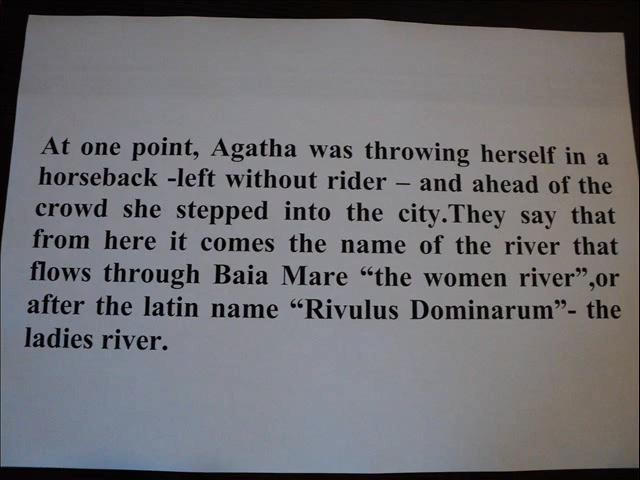 At one point, Agatha was throwing herself in a
horseback -left without rider – and ahead of the
crowd she stepped into the city.They say that
from here it comes the name of the river that
flows through Baia Mare “the women river”,or
after the latin name “Rivulus Dominarum”- the
ladies river.